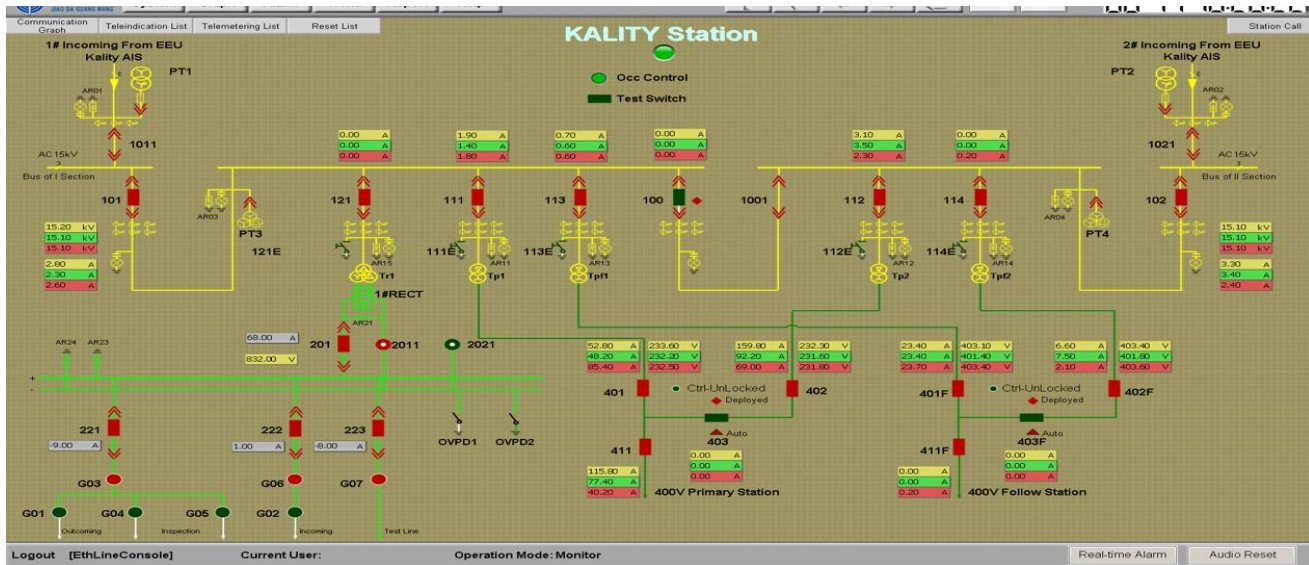 JIAO DA GUANG WANG
Communication Graph
Teleindication List
Telemetering List
Reset List
Station Call
KALITY Station
Occ Control
Test Switch
1# Incoming From EEU
Kality AIS
PT1
AR01
1011
AC 15kV
Bus of I Section
2# Incoming From EEU
Kality AIS
PT2
AR02
1021
AC 15kV
Bus of II Section
0.00 A
0.00 A
0.00 A
1.90 A
1.40 A
1.80 A
0.70 A
0.60 A
0.60 A
0.00 A
0.00 A
0.00 A
3.10 A
3.50 A
2.30 A
0.00 A
0.00 A
0.20 A
101
121
111
113
100
1001
112
114
102
AR03
PT3
AR04
PT4
15.20 kV
15.10 kV
15.10 kV
2.80 A
2.30 A
2.60 A
15.10 kV
15.10 kV
15.10 kV
3.30 A
3.40 A
2.40 A
121E
111E
113E
112E
114E
AR15
AR11
AR13
AR12
AR14
Tr1
Tp1
Tpf1
Tp2
Tpf2
1#RECT
AR21
AR24
AR23
68.00 A
832.00 V
201
2011
2021
+
-
52.80 A
48.20 A
85.40 A
233.60 V
232.20 V
232.50 V
159.80 A
92.20 A
69.00 A
232.30 V
231.60 V
231.80 V
23.40 A
23.40 A
23.70 A
403.10 V
401.40 V
403.40 V
6.60 A
7.50 A
2.10 A
403.40 V
401.80 V
403.60 V
401
Ctrl-UnLocked
Deployed
402
401F
Ctrl-UnLocked
Deployed
402F
221
222
223
OVPD1
OVPD2
-9.00 A
1.00 A
-8.00 A
Auto
403
411
0.00 A
0.00 A
0.00 A
Auto
403F
411F
0.00 A
0.00 A
0.00 A
115.80 A
77.40 A
40.20 A
400V Primary Station
0.00 A
0.00 A
0.20 A
400V Follow Station
G03
G06
G07
G01
G04
G05
G02
Outcoming
Inspection
Incoming
Test Line
Logout
[EthLineConsole]
Current User:
Operation Mode: Monitor
Real-time Alarm
Audio Reset